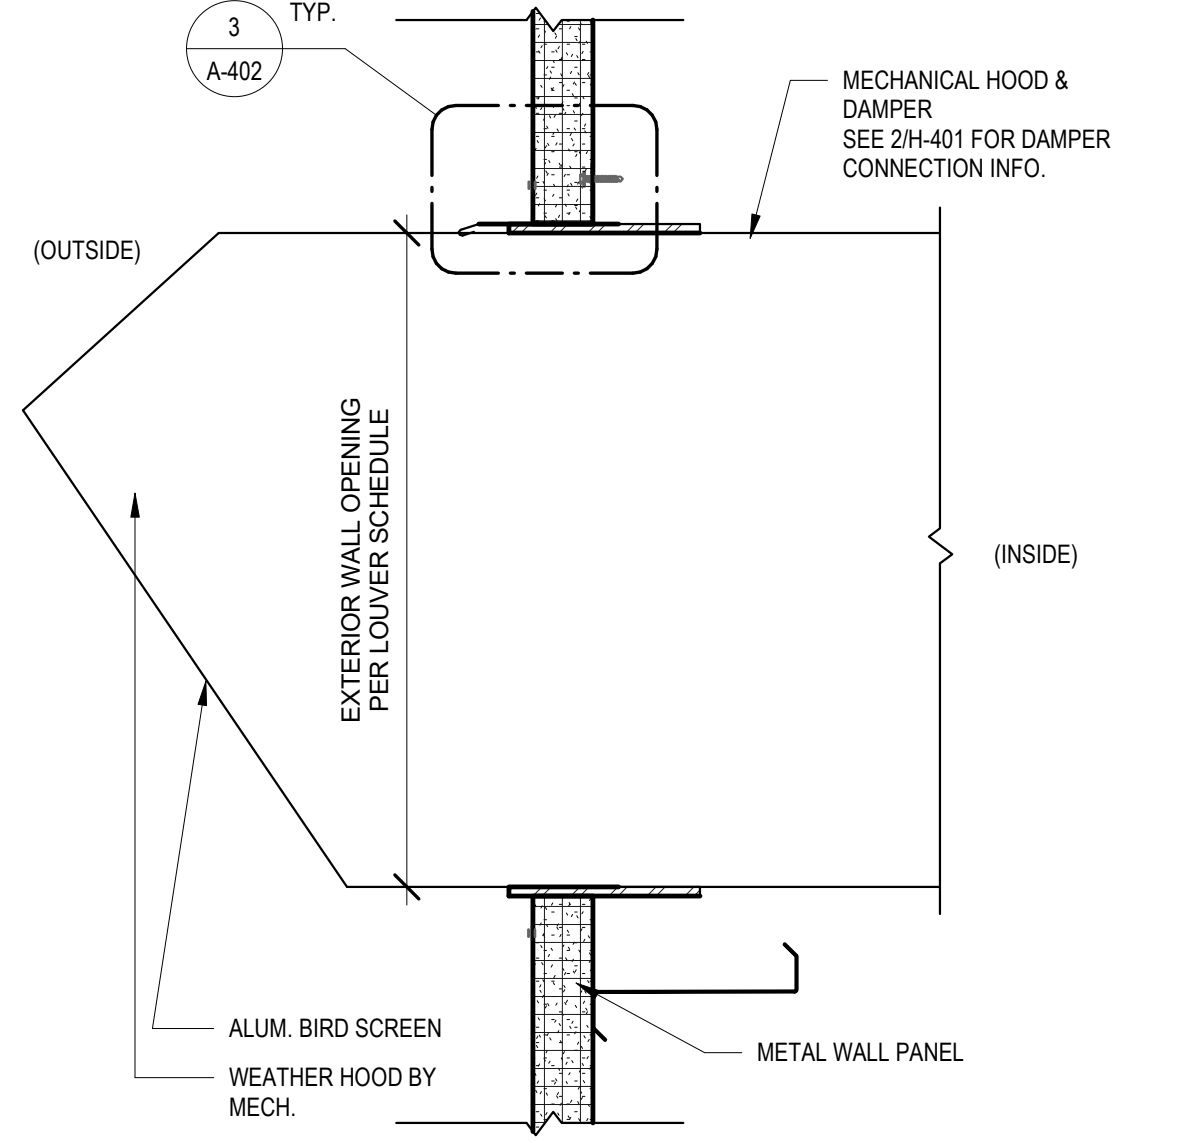 3
A-402
TYP.
MECHANICAL HOOD &
DAMPER
SEE 2/H-401 FOR DAMPER
CONNECTION INFO.
(OUTSIDE)
EXTERIOR WALL OPENING
PER LOUVER SCHEDULE
(INSIDE)
ALUM. BIRD SCREEN
WEATHER HOOD BY
MECH.
METAL WALL PANEL